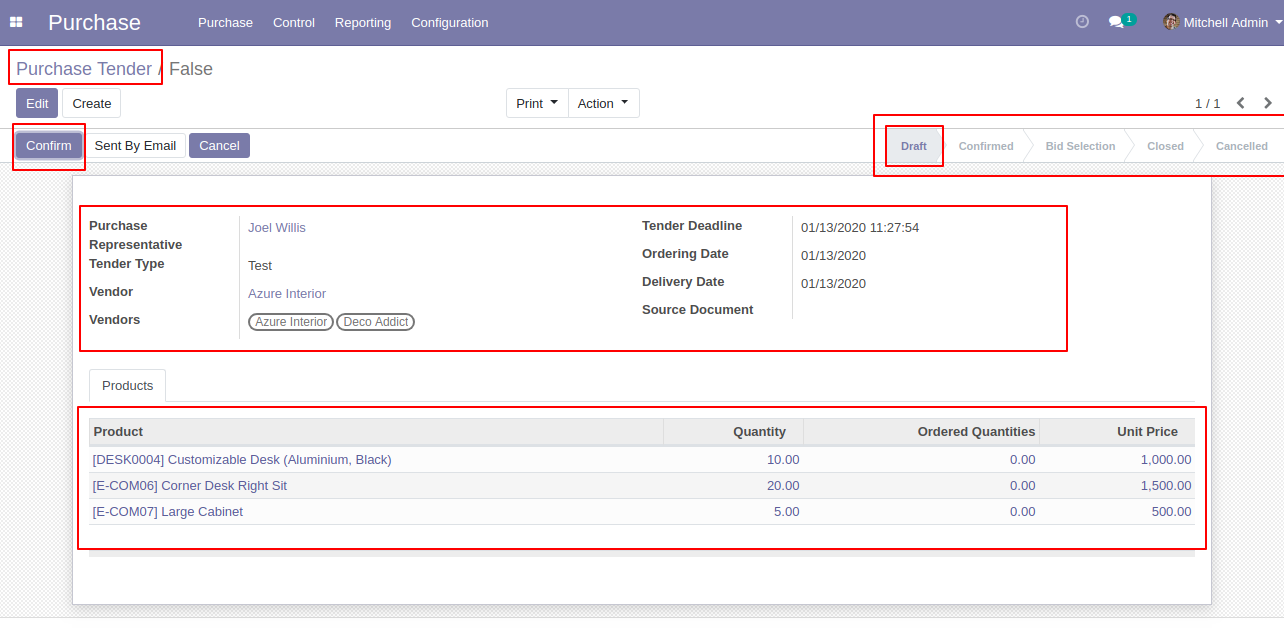 Purchase Purchase Control Reporting Configuration 1 Mitchell Admin
Purchase Tender / False
Edit Create Print Action 1 / 1
Confirm Sent By Email Cancel Draft Confirmed Bid Selection Closed Cancelled
Purchase Representative Joel Willis
Tender Type Test
Vendor Azure Interior
Vendors Azure Interior Deco Addict
Tender Deadline 01/13/2020 11:27:54
Ordering Date 01/13/2020
Delivery Date 01/13/2020
Source Document
Products
Product Quantity Ordered Quantities Unit Price
[DESK0004] Customizable Desk (Aluminium, Black) 10.00 0.00 1,000.00
[E-COM06] Corner Desk Right Sit 20.00 0.00 1,500.00
[E-COM07] Large Cabinet 5.00 0.00 500.00